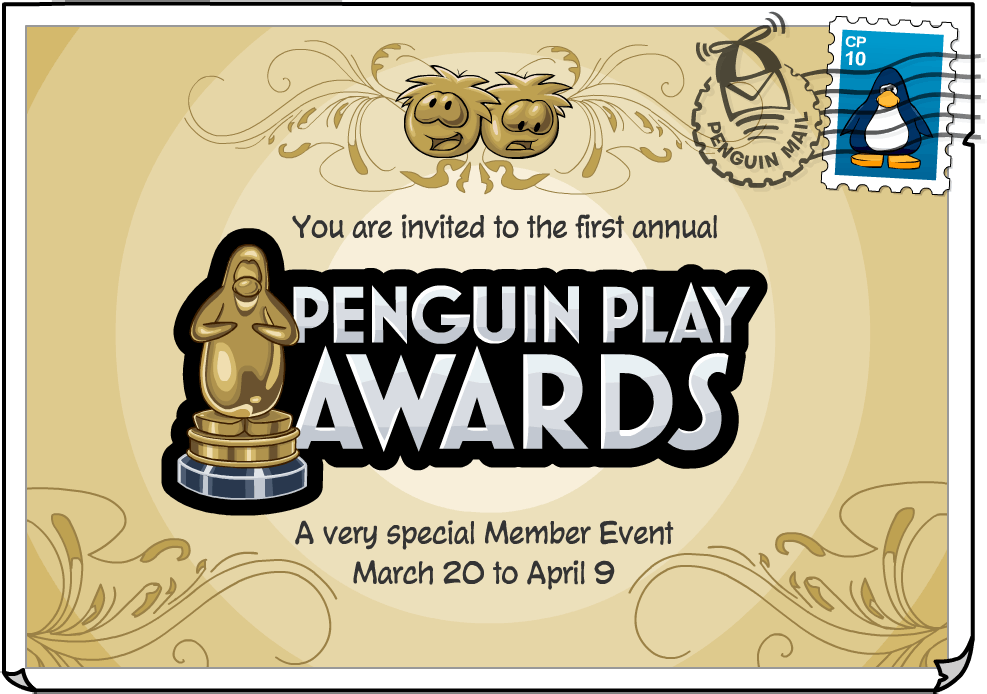 CP
10
PENGUIN MAIL
You are invited to the first annual
PENGUIN PLAY
AWARDS
A very special Member Event
March 20 to April 9